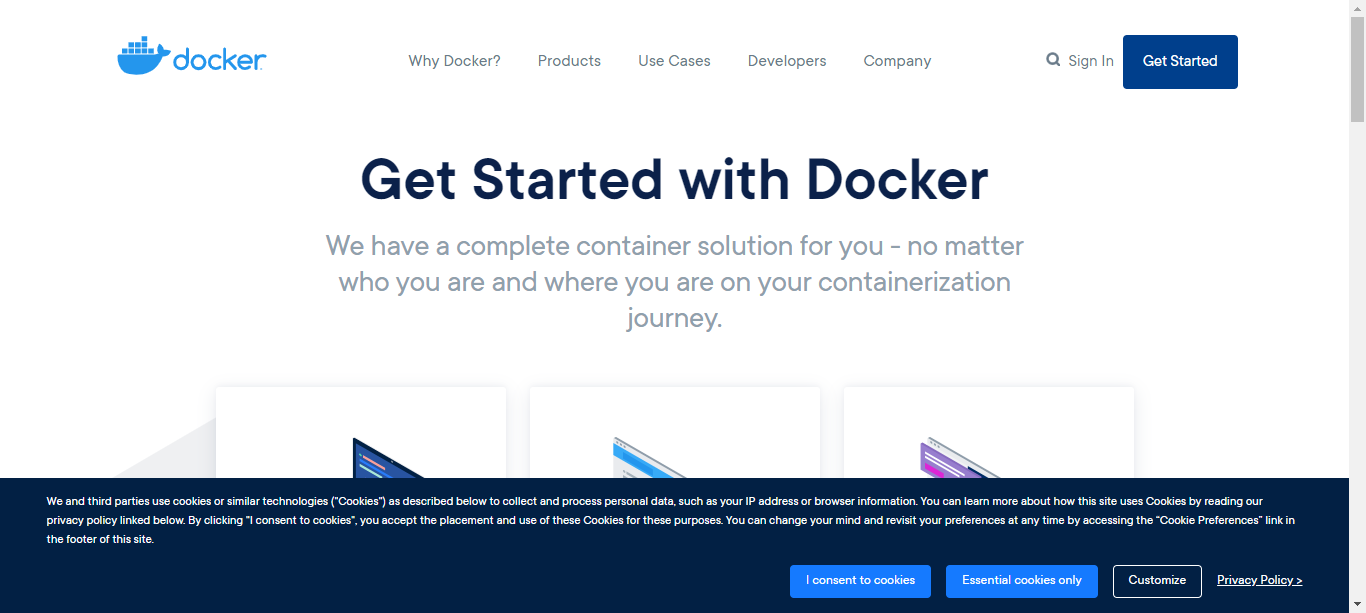 docker
Why Docker?
Products
Use Cases
Developers
Company
Sign In
Get Started
Get Started with Docker
We have a complete container solution for you - no matter
who you are and where you are on your containerization
journey.
We and third parties use cookies or similar technologies ("Cookies") as described below to collect and process personal data, such as your IP address or browser information. You can learn more about how this site uses Cookies by reading our
privacy policy linked below. By clicking "I consent to cookies", you accept the placement and use of these Cookies for these purposes. You can change your mind and revisit your preferences at any time by accessing the “Cookie Preferences” link in
the footer of this site.
I consent to cookies
Essential cookies only
Customize
Privacy Policy >